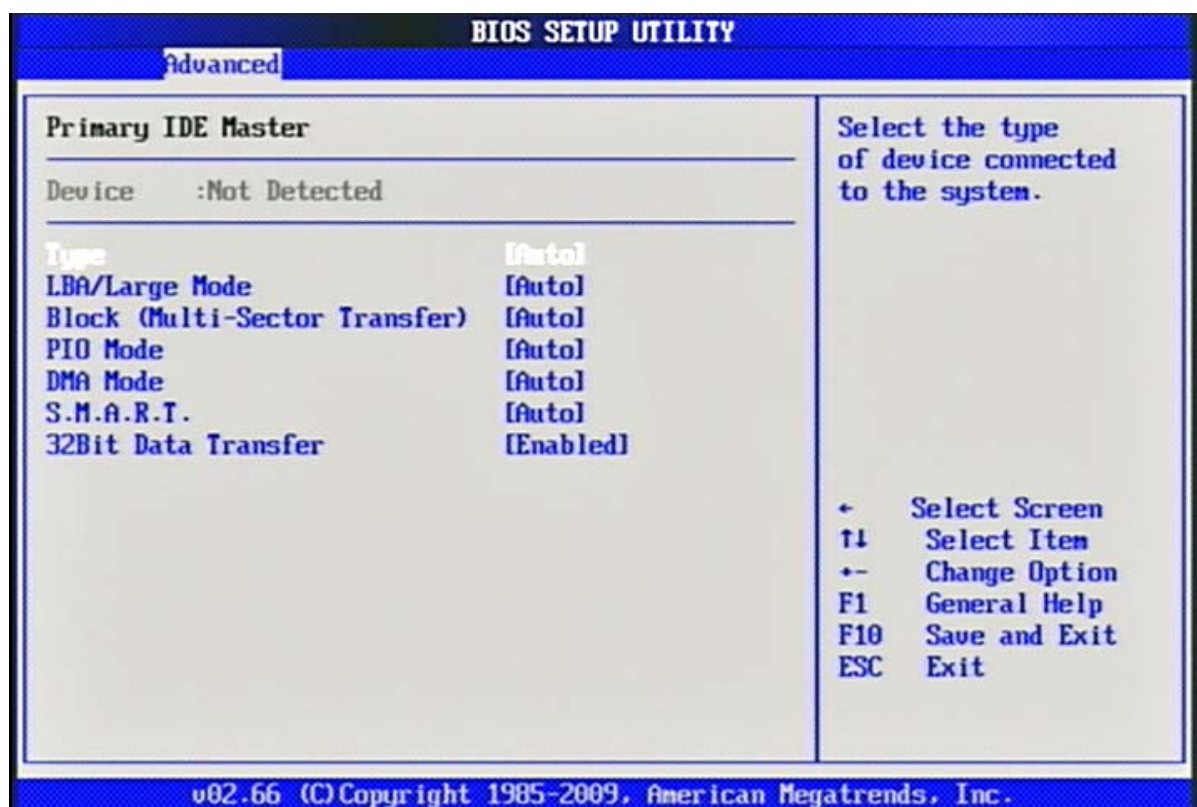 BIOS SETUP UTILITY
Advanced
Primary IDE Master
Device :Not Detected
Type [Auto]
LBA/Large Mode [Auto]
Block (Multi-Sector Transfer) [Auto]
PIO Mode [Auto]
DMA Mode [Auto]
S.M.A.R.T. [Auto]
32Bit Data Transfer [Enabled]
Select the type
of device connected
to the system.
← Select Screen
↑↓ Select Item
+- Change Option
F1 General Help
F10 Save and Exit
ESC Exit
v02.66 (C)Copyright 1985-2009, American Megatrends, Inc.